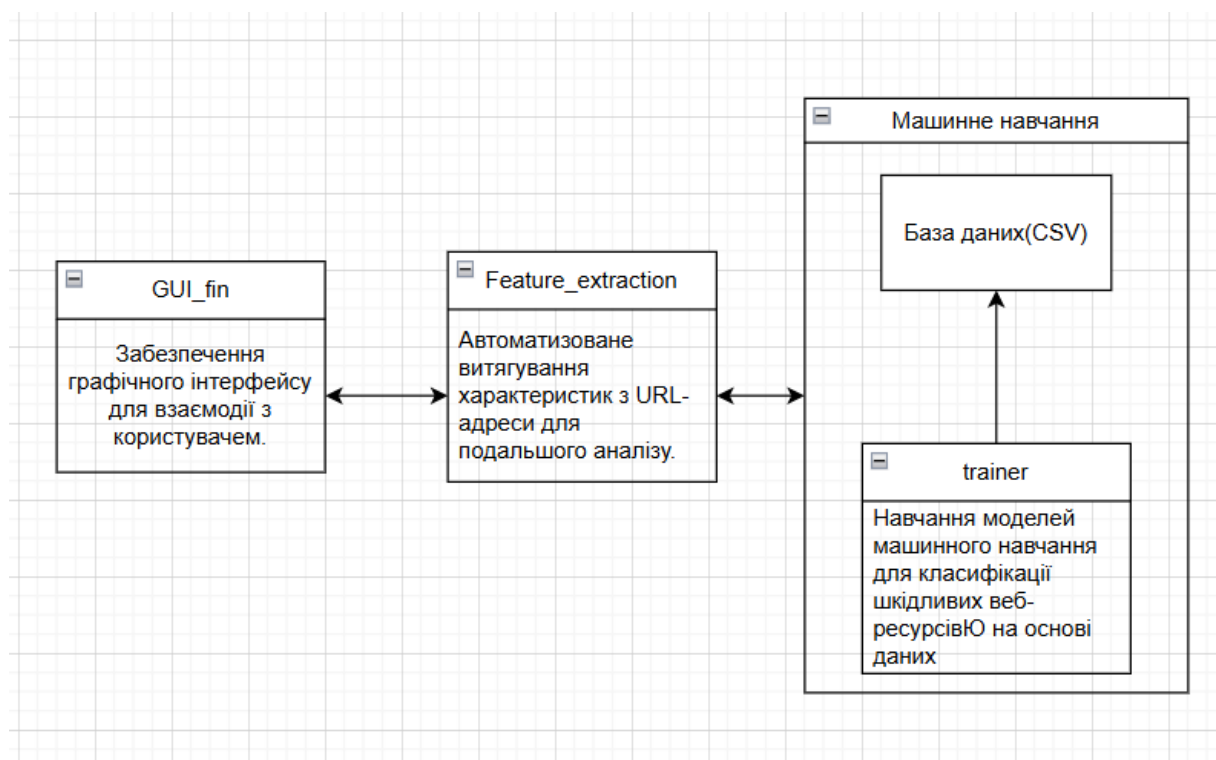 GUI_fin
Забезпечення
графічного інтерфейсу
для взаємодії з
користувачем.
Feature_extraction
Автоматизоване
витягування
характеристик з URL-
адреси для
подальшого аналізу.
Машинне навчання
База даних(CSV)
trainer
Навчання моделей
машинного навчання
для класифікації
шкідливих веб-
ресурсівЮ на основі
даних